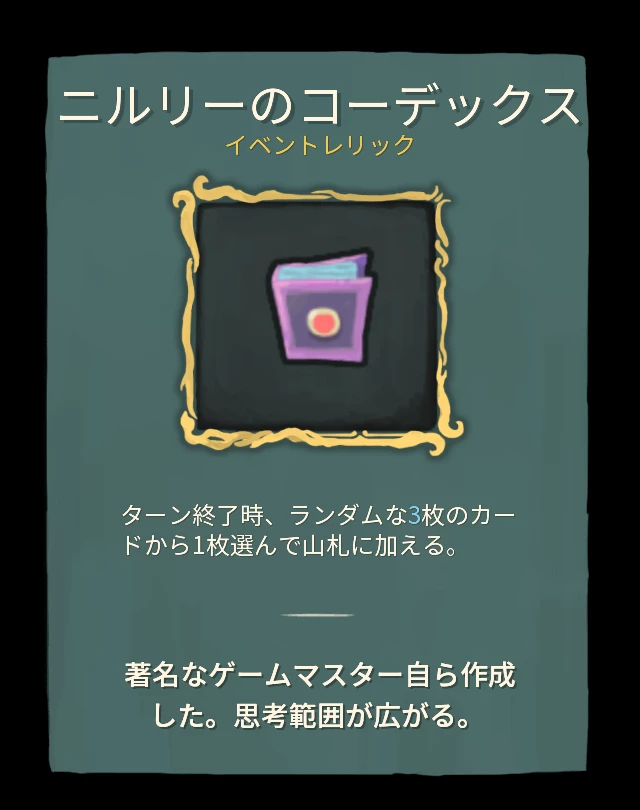 ニルリーのコーデックス
イベントレリック
ターン終了時、ランダムな3枚のカー
ドから1枚選んで山札に加える。
著名なゲームマスター自ら作成
した。思考範囲が広がる。